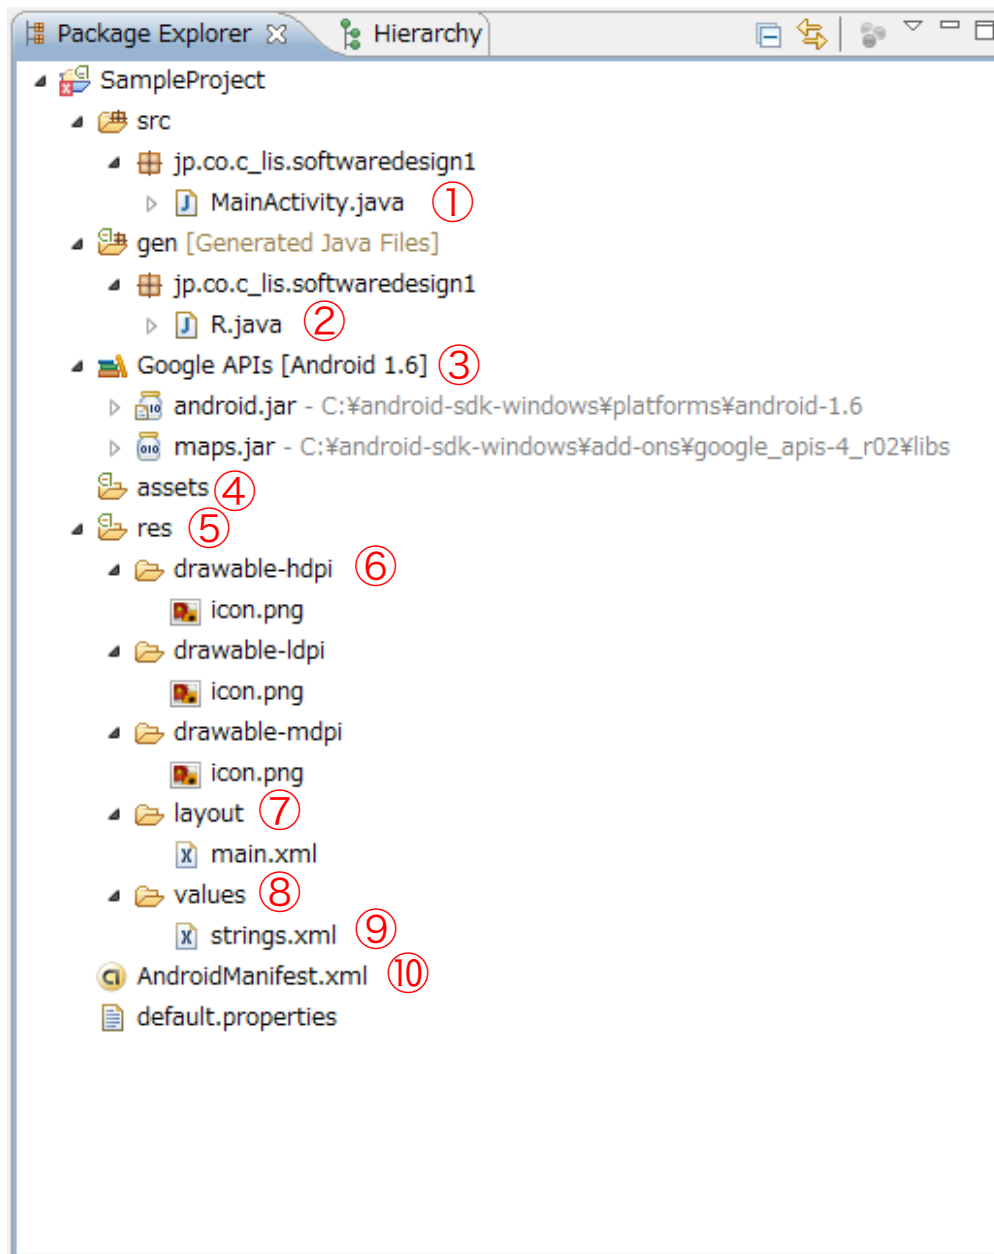 Package Explorer Hierarchy
SampleProject
src
jp.co.c_lis.softwaredesign1
MainActivity.java ①
gen [Generated Java Files]
jp.co.c_lis.softwaredesign1
R.java ②
Google APIs [Android 1.6] ③
android.jar - C:¥android-sdk-windows¥platforms¥android-1.6
maps.jar - C:¥android-sdk-windows¥add-ons¥google_apis-4_r02¥libs
assets ④
res ⑤
drawable-hdpi ⑥
icon.png
drawable-ldpi
icon.png
drawable-mdpi
icon.png
layout ⑦
main.xml
values ⑧
strings.xml ⑨
AndroidManifest.xml ⑩
default.properties